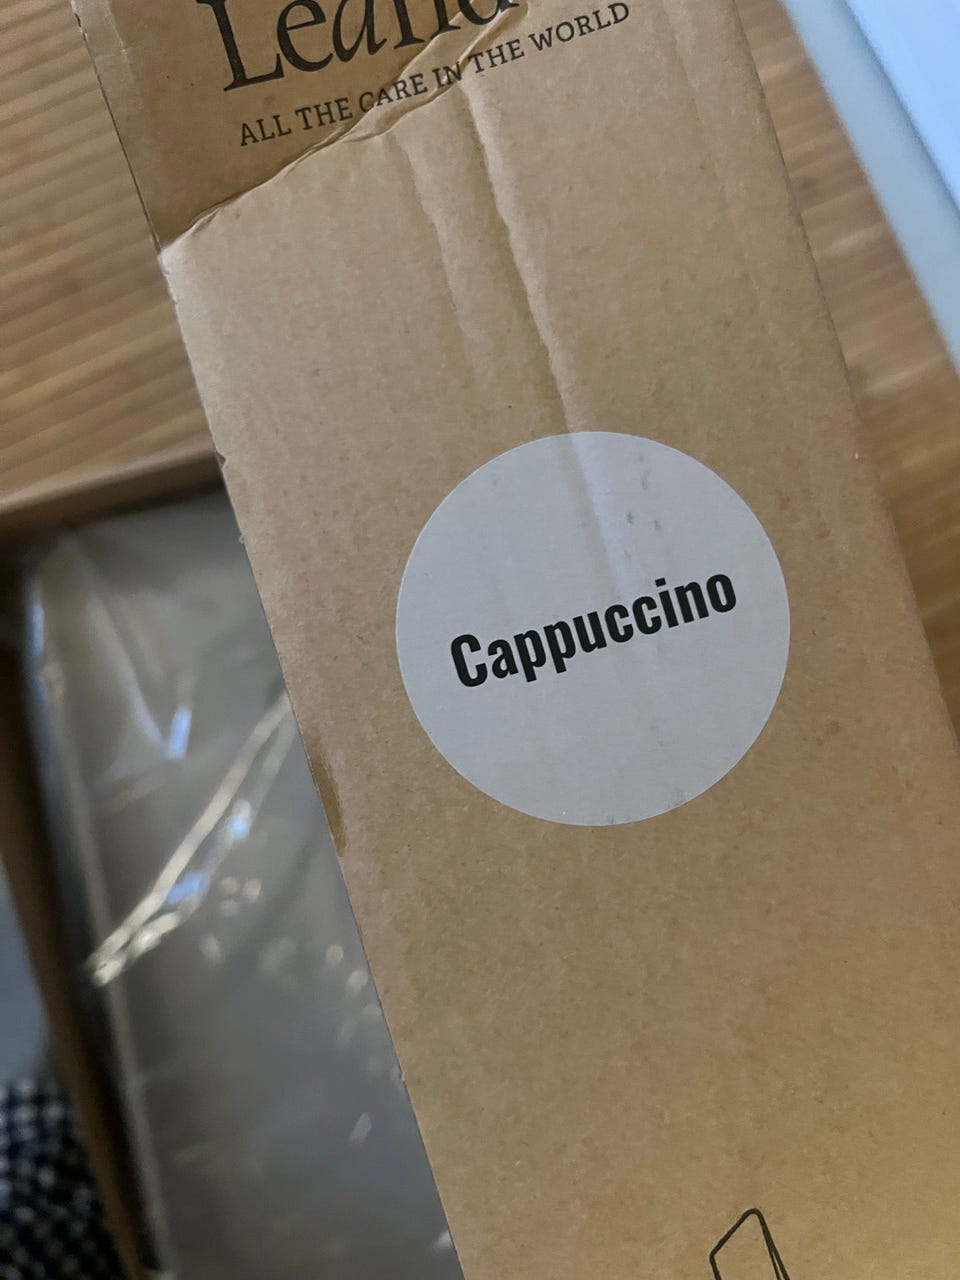 ALL THE CARE IN THE WORLD
Cappuccino